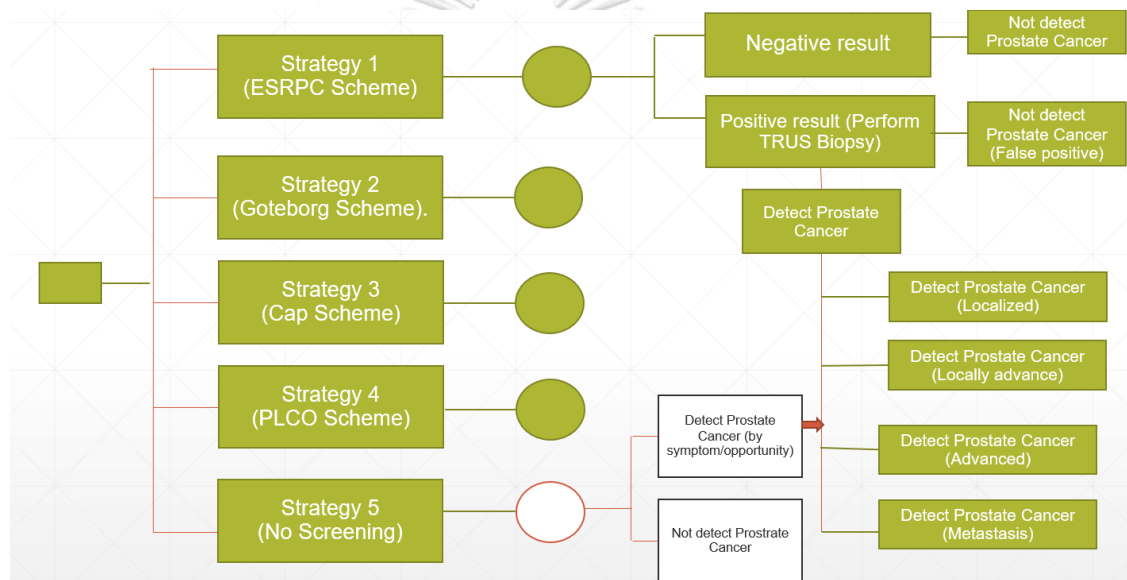 Strategy 1
(ESRPC Scheme)
Negative result
Not detect
Prostate Cancer
Positive result (Perform
TRUS Biopsy)
Not detect
Prostate Cancer
(False positive)
Strategy 2
(Goteborg Scheme).
Detect Prostate
Cancer
Strategy 3
(Cap Scheme)
Detect Prostate Cancer
(Localized)
Detect Prostate Cancer
(Locally advance)
Strategy 4
(PLCO Scheme)
Detect Prostate
Cancer (by
symptom/opportunity)
Detect Prostate Cancer
(Advanced)
Strategy 5
(No Screening)
Not detect Prostrate
Cancer
Detect Prostate Cancer
(Metastasis)